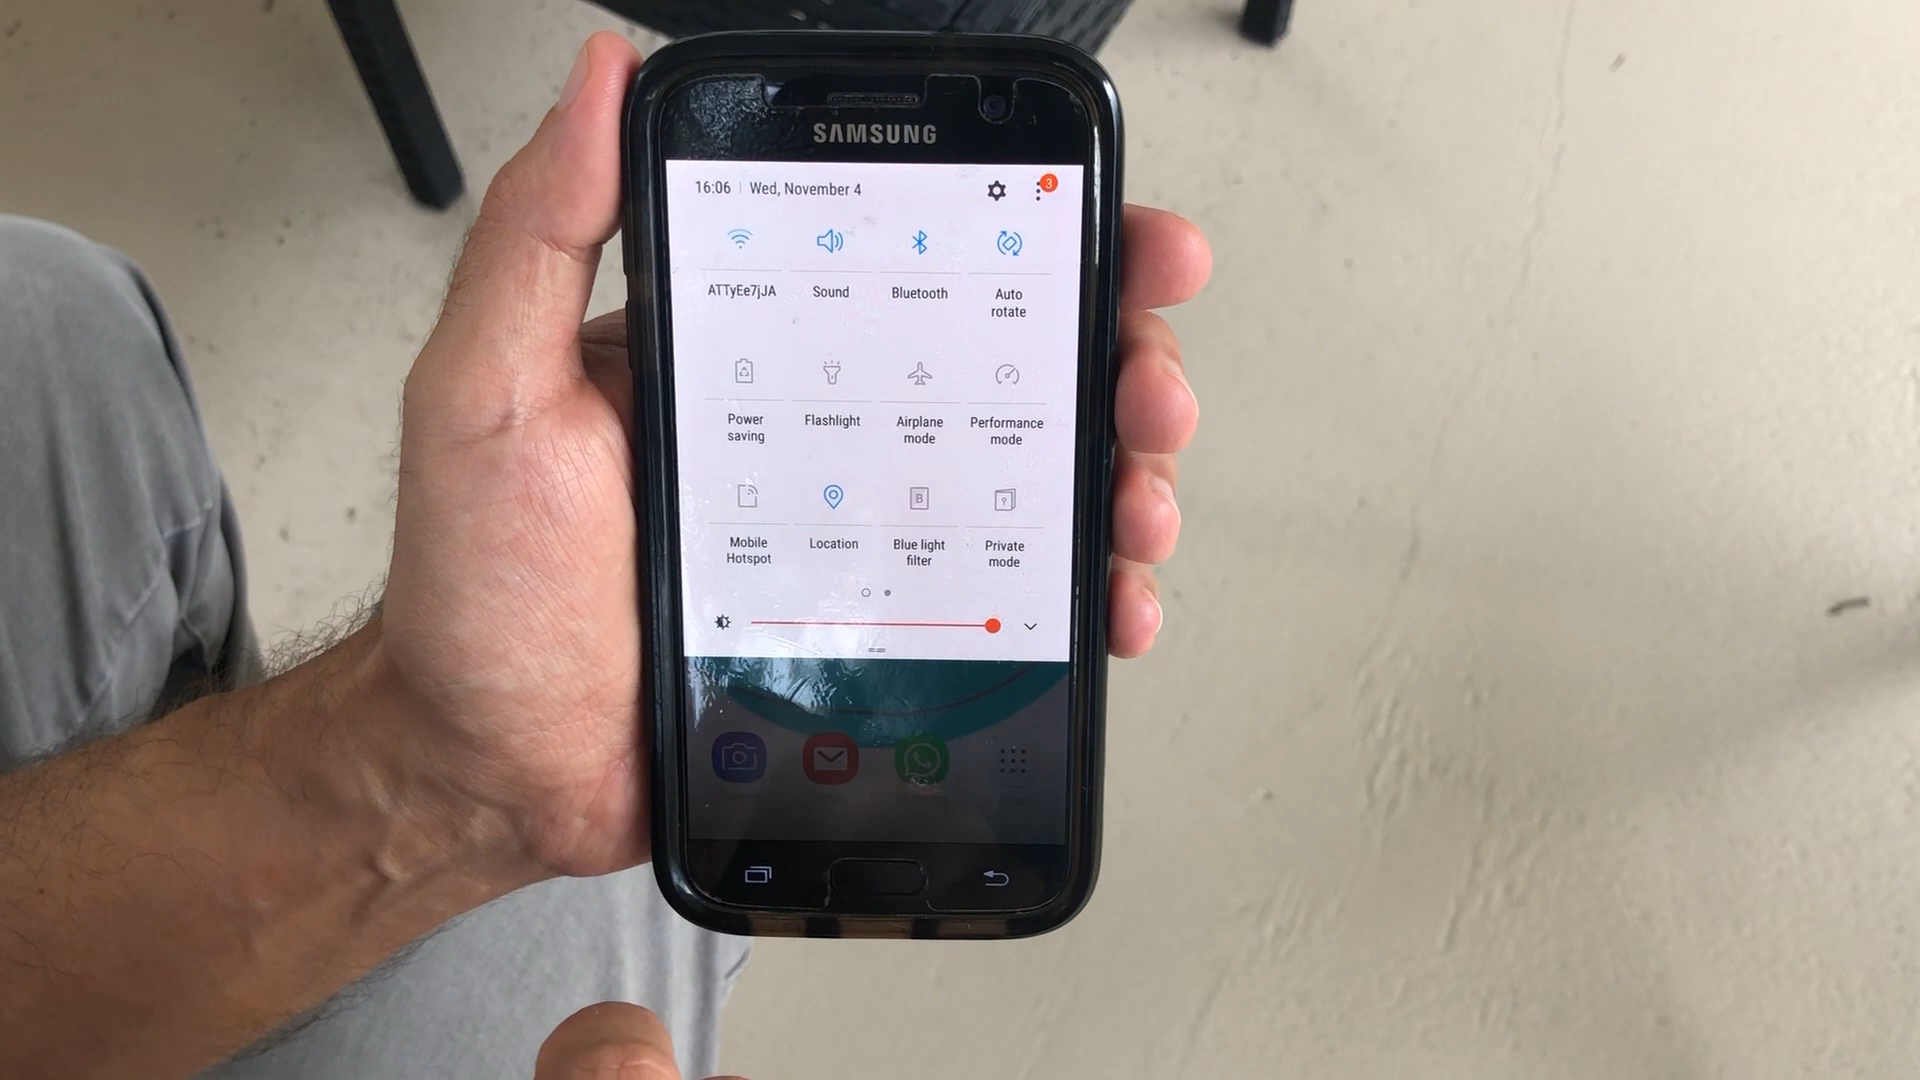 SAMSUNG
16:06 | Wed, November 4
3
ATTyEe7jJA
Sound
Bluetooth
Auto
rotate
Power
saving
Flashlight
Airplane
mode
Performance
mode
B
Mobile
Hotspot
Location
Blue light
filter
Private
mode